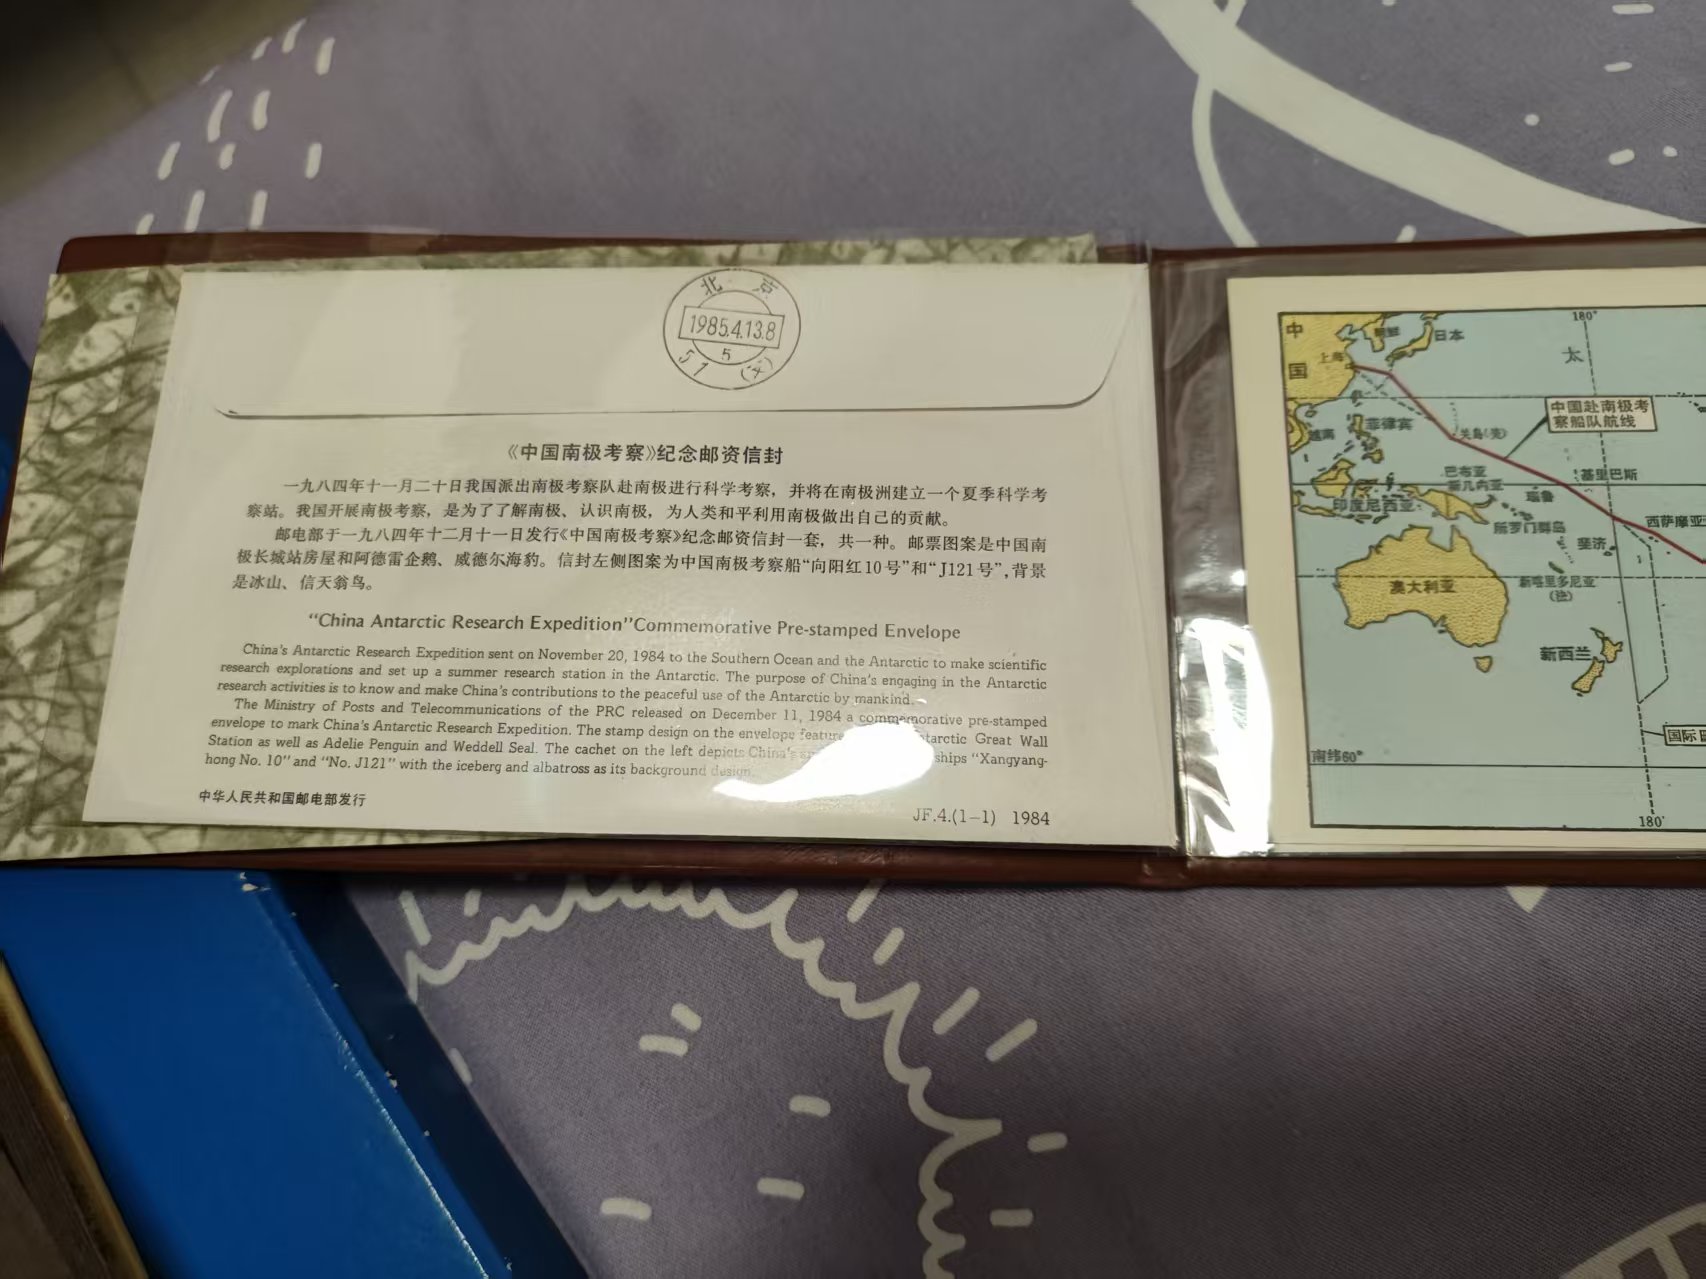 北 京
1985.4.13.8
5
51 (支)
《中国南极考察》纪念邮资信封
一九八四年十一月二十日我国派出南极考察队赴南极进行科学考察，并将在南极洲建立一个夏季科学考
察站。我国开展南极考察，是为了了解南极、认识南极，为人类和平利用南极做出自己的贡献。
邮电部于一九八四年十二月十一日发行《中国南极考察》纪念邮资信封一套，共一种。邮票图案是中国南
极长城站房屋和阿德雷企鹅、威德尔海豹。信封左侧图案为中国南极考察船“向阳红10号”和“J121号”，背景
是冰山、信天翁鸟。
“China Antarctic Research Expedition”Commemorative Pre-stamped Envelope
China's Antarctic Research Expedition sent on November 20, 1984 to the Southern Ocean and the Antarctic to make scientific
research explorations and set up a summer research station in the Antarctic. The purpose of China's engaging in the Antarctic
research activities is to know and make China's contributions to the peaceful use of the Antarctic by mankind.
The Ministry of Posts and Telecommunications of the PRC released on December 11, 1984 a commemorative pre-stamped
envelope to mark China's Antarctic Research Expedition. The stamp design on the envelope tarctic Great Wall
Station as well as Adelie Penguin and Weddell Seal. The cachet on the left depicts China's ships “Xangyang-
hong No. 10” and “No. J121” with the iceberg and albatross as its background design.
中华人民共和国邮电部发行
JF.4.(1-1) 1984
180°
中
国
朝鲜
日本
上海
太
中国赴南极考
察船队航线
越南
菲律宾
关岛(美)
基里巴斯
巴布亚
新几内亚
瑙鲁
印度尼西亚
所罗门群岛
西萨摩亚
斐济
新喀里多尼亚
(法)
澳大利亚
新西兰
国际日
南纬60°
180°